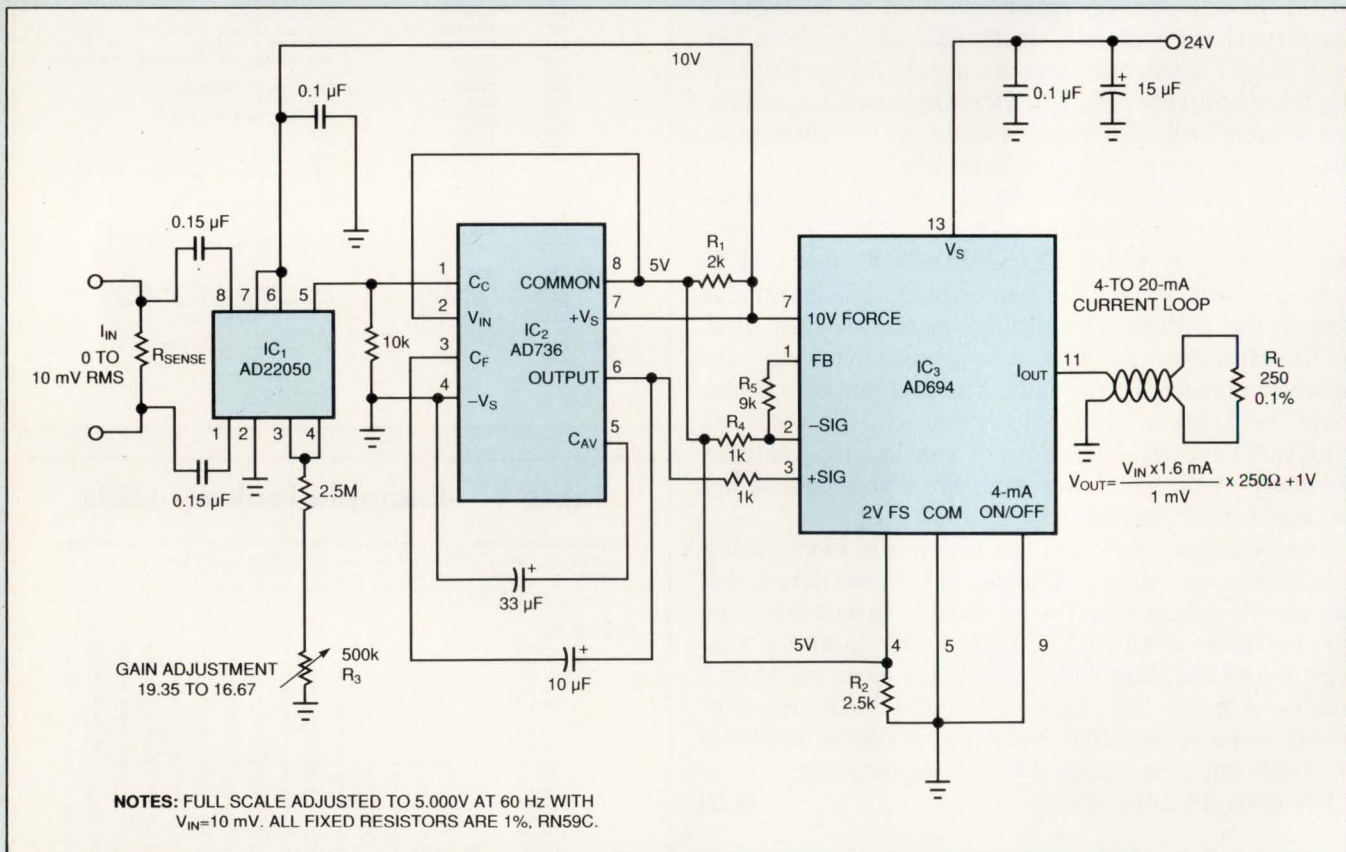 10V
24V
0.1 µF
0.1 µF
15 µF
+
0.15 µF
I_IN
0 TO
10 mV RMS
R_SENSE
8 7 6 5
IC1
AD22050
1 2 3 4
0.15 µF
2.5M
500k
R3
GAIN ADJUSTMENT
19.35 TO 16.67
10k
1 C_C
2 V_IN
3 C_F
4 –V_S
IC2
AD736
COMMON 8
+V_S 7
OUTPUT 6
C_AV 5
33 µF
+
10 µF
+
5V
R1
2k
R5
9k
R4
1k
1k
13
V_S
7 10V FORCE
1 FB
2 –SIG
3 +SIG
IC3
AD694
I_OUT 11
2V FS COM 4-mA
ON/OFF
5V
4 5 9
R2
2.5k
4-TO 20-mA
CURRENT LOOP
R_L
250
0.1%
V_OUT= V_IN x1.6 mA / 1 mV x 250Ω +1V
NOTES: FULL SCALE ADJUSTED TO 5.000V AT 60 Hz WITH
V_IN=10 mV. ALL FIXED RESISTORS ARE 1%, RN59C.